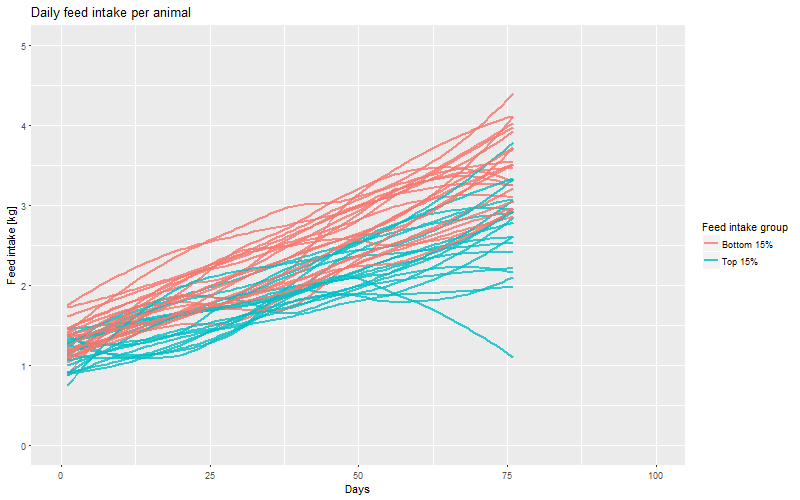 Daily feed intake per animal
5
4
3
2
1
0
Feed intake [kg]
0 25 50 75 100
Days
Feed intake group
Bottom 15%
Top 15%